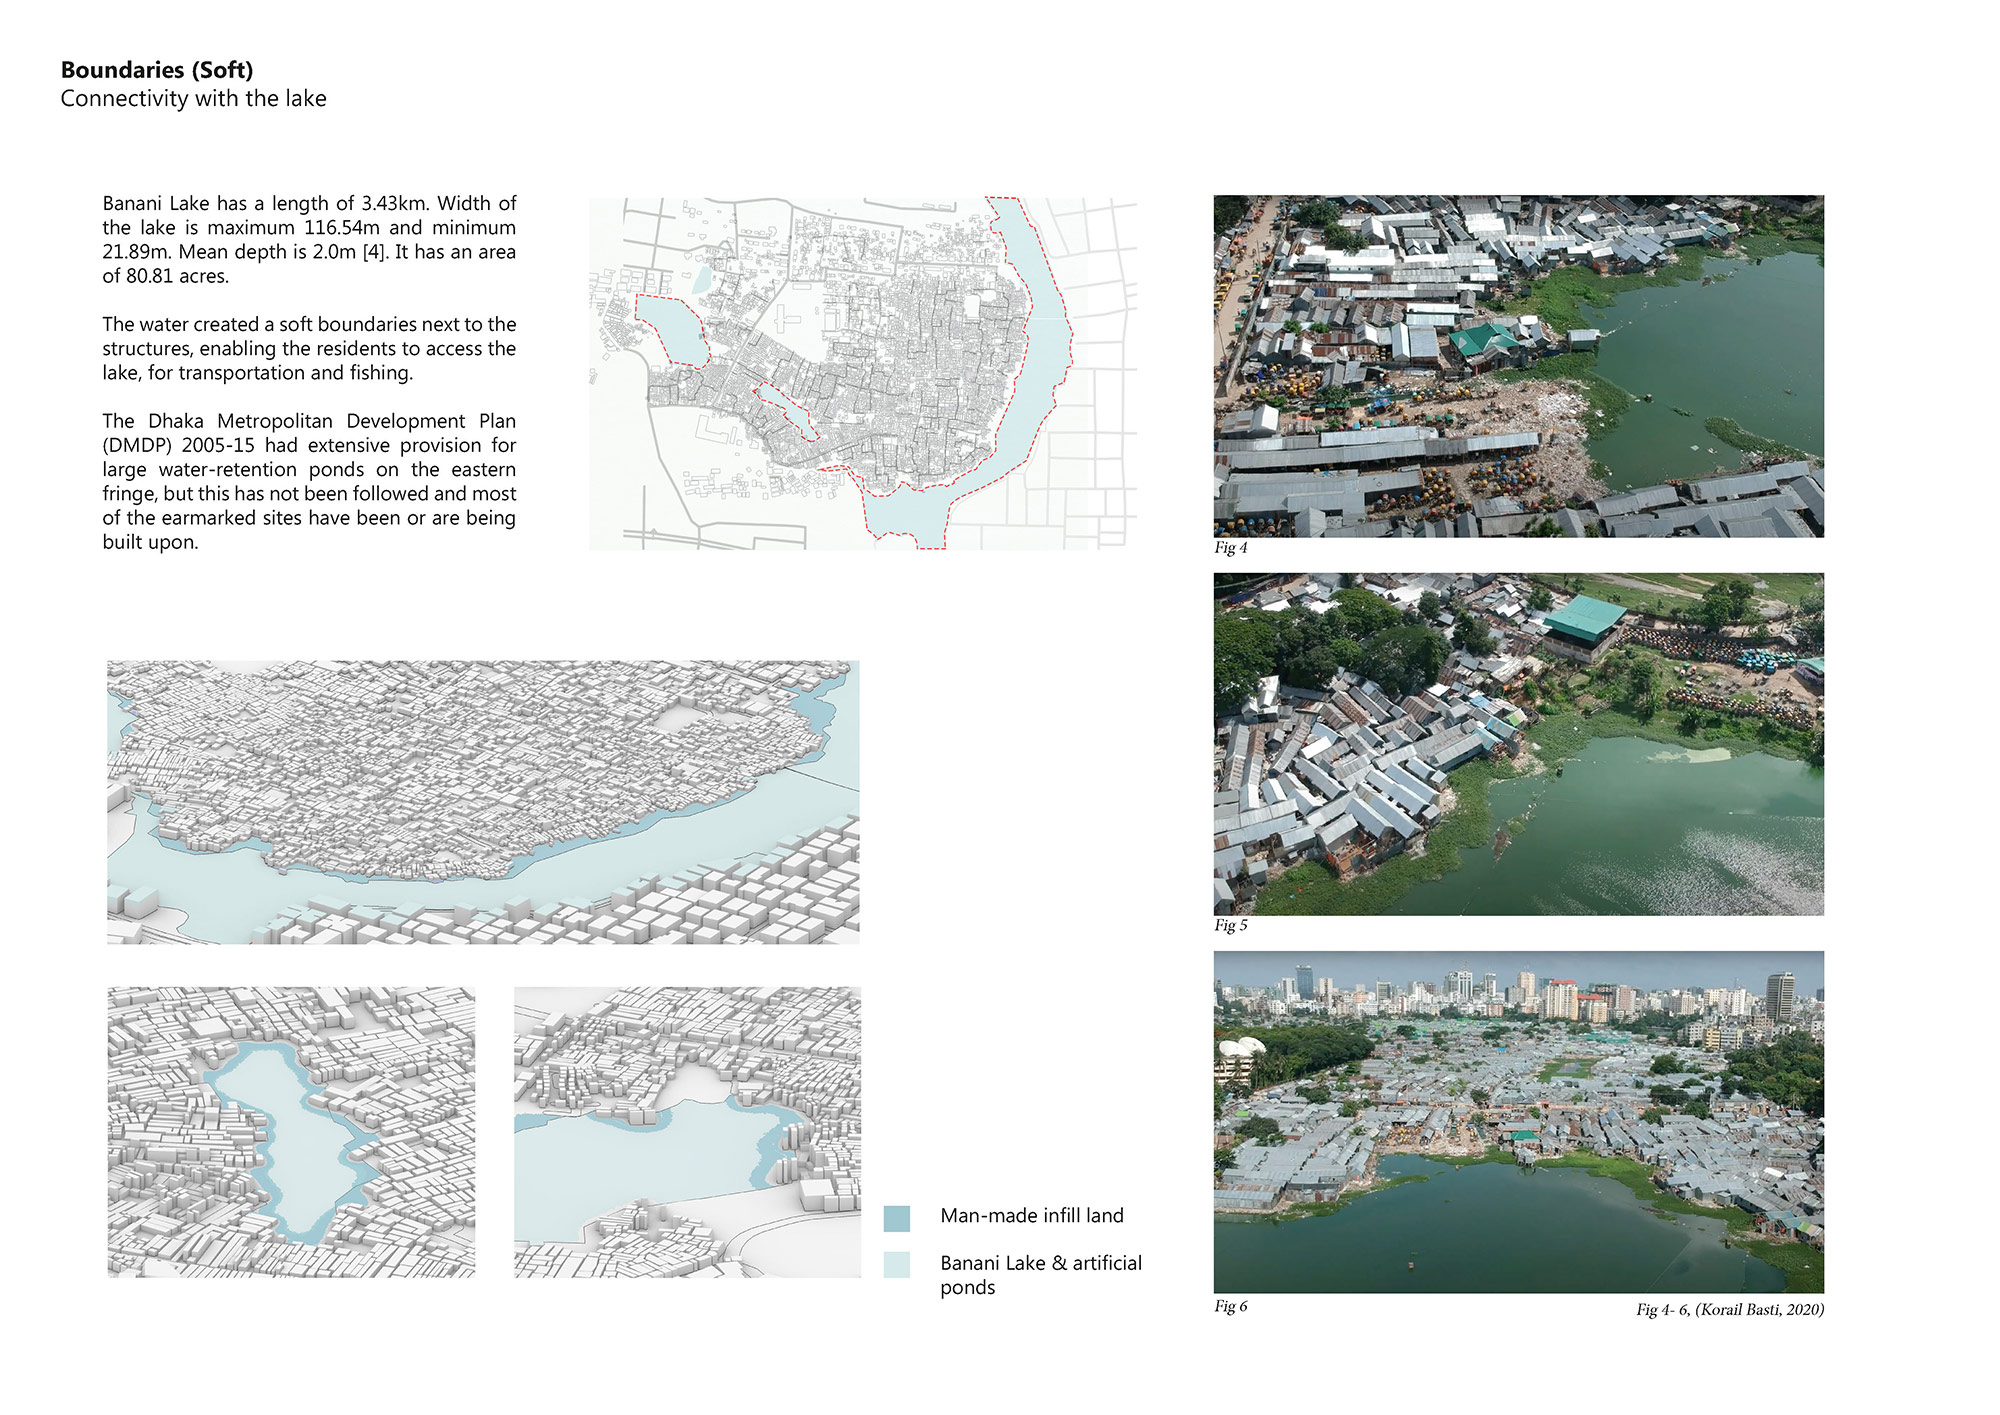 Boundaries (Soft)
Connectivity with the lake
Banani Lake has a length of 3.43km. Width of
the lake is maximum 116.54m and minimum
21.89m. Mean depth is 2.0m [4]. It has an area
of 80.81 acres.
The water created a soft boundaries next to the
structures, enabling the residents to access the
lake, for transportation and fishing.
The Dhaka Metropolitan Development Plan
(DMDP) 2005-15 had extensive provision for
large water-retention ponds on the eastern
fringe, but this has not been followed and most
of the earmarked sites have been or are being
built upon.
Man-made infill land
Banani Lake & artificial
ponds
Fig 4
Fig 5
Fig 6
Fig 4- 6, (Korail Basti, 2020)